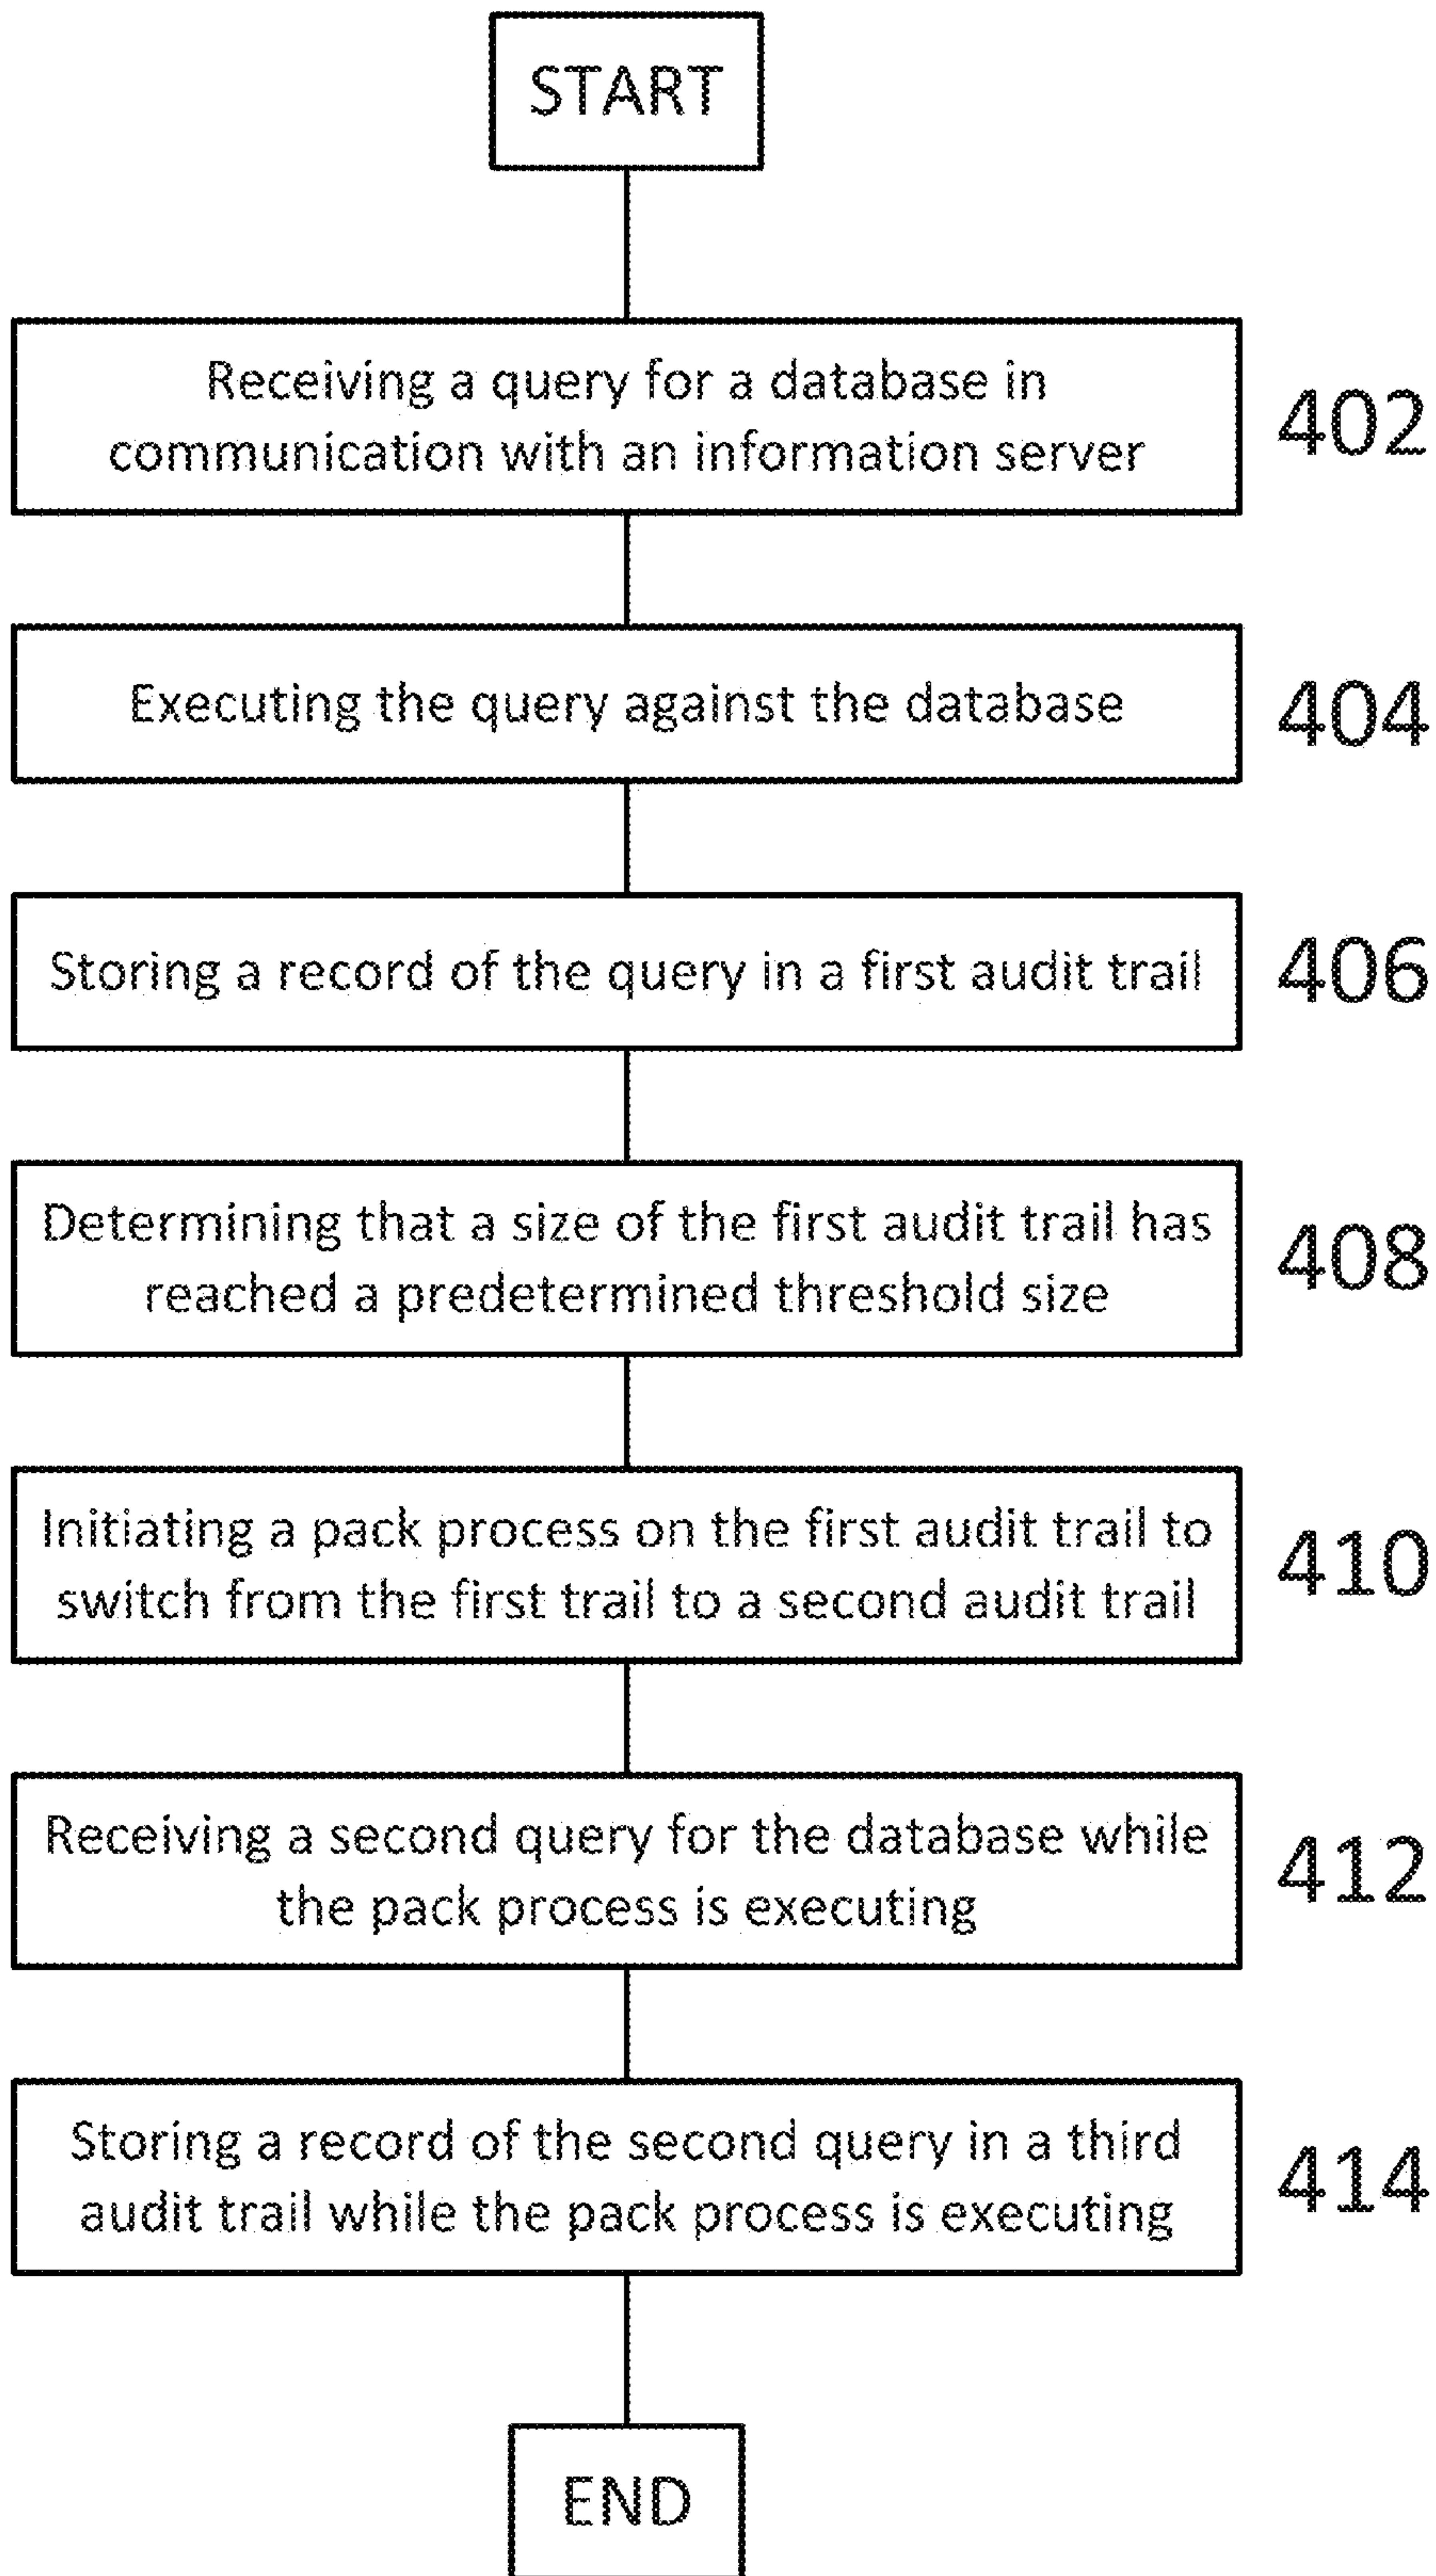 START
Receiving a query for a database in
communication with an information server
402
Executing the query against the database
404
Storing a record of the query in a first audit trail
406
Determining that a size of the first audit trail has
reached a predetermined threshold size
408
Initiating a pack process on the first audit trail to
switch from the first trail to a second audit trail
410
Receiving a second query for the database while
the pack process is executing
412
Storing a record of the second query in a third
audit trail while the pack process is executing
414
END